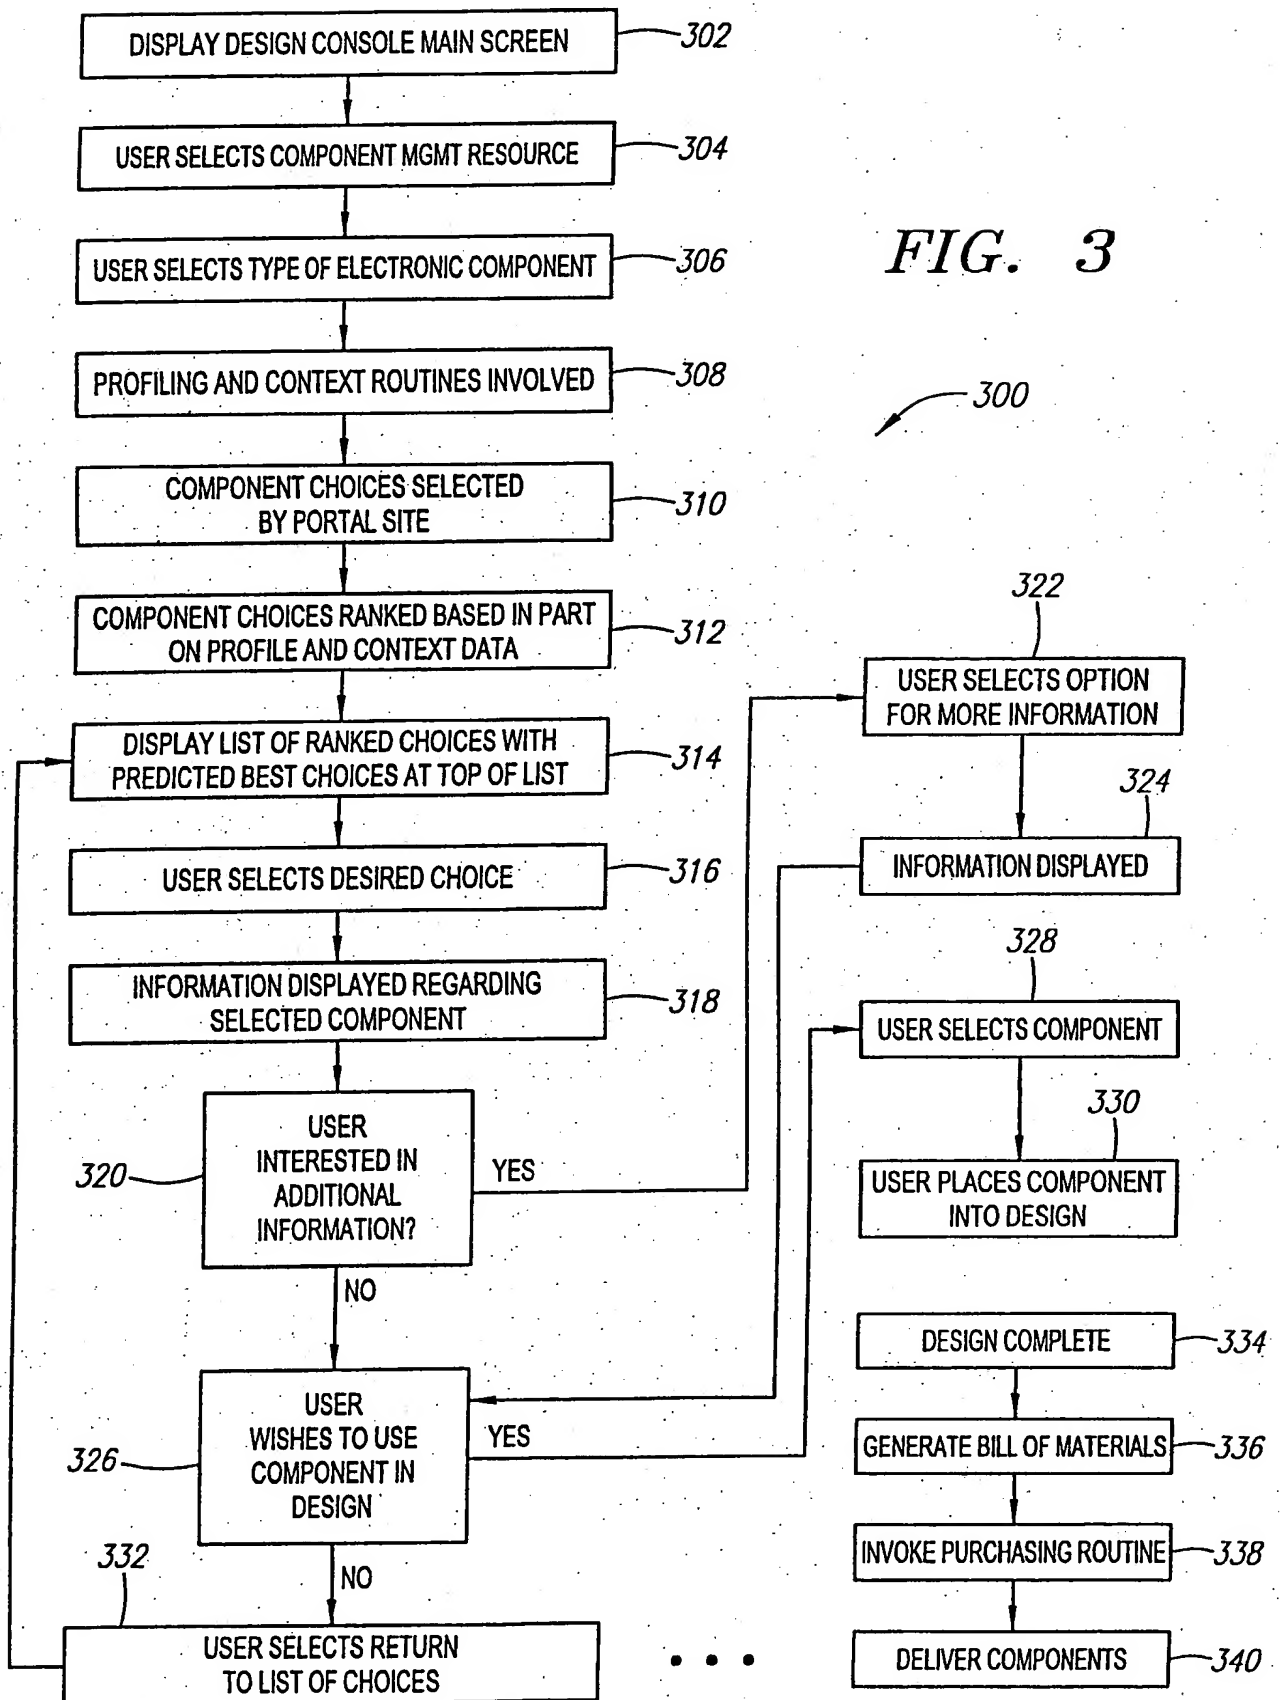 DISPLAY DESIGN CONSOLE MAIN SCREEN
302
USER SELECTS COMPONENT MGMT RESOURCE
304
USER SELECTS TYPE OF ELECTRONIC COMPONENT
306
FIG. 3
PROFILING AND CONTEXT ROUTINES INVOLVED
308
300
COMPONENT CHOICES SELECTED
BY PORTAL SITE
310
COMPONENT CHOICES RANKED BASED IN PART
ON PROFILE AND CONTEXT DATA
312
DISPLAY LIST OF RANKED CHOICES WITH
PREDICTED BEST CHOICES AT TOP OF LIST
314
USER SELECTS DESIRED CHOICE
316
INFORMATION DISPLAYED REGARDING
SELECTED COMPONENT
318
USER
INTERESTED IN
ADDITIONAL
INFORMATION?
320
YES
NO
322
USER SELECTS OPTION
FOR MORE INFORMATION
324
INFORMATION DISPLAYED
USER
WISHES TO USE
COMPONENT IN
DESIGN
326
YES
NO
328
USER SELECTS COMPONENT
330
USER PLACES COMPONENT
INTO DESIGN
332
USER SELECTS RETURN
TO LIST OF CHOICES
• • •
DESIGN COMPLETE
334
GENERATE BILL OF MATERIALS
336
INVOKE PURCHASING ROUTINE
338
DELIVER COMPONENTS
340